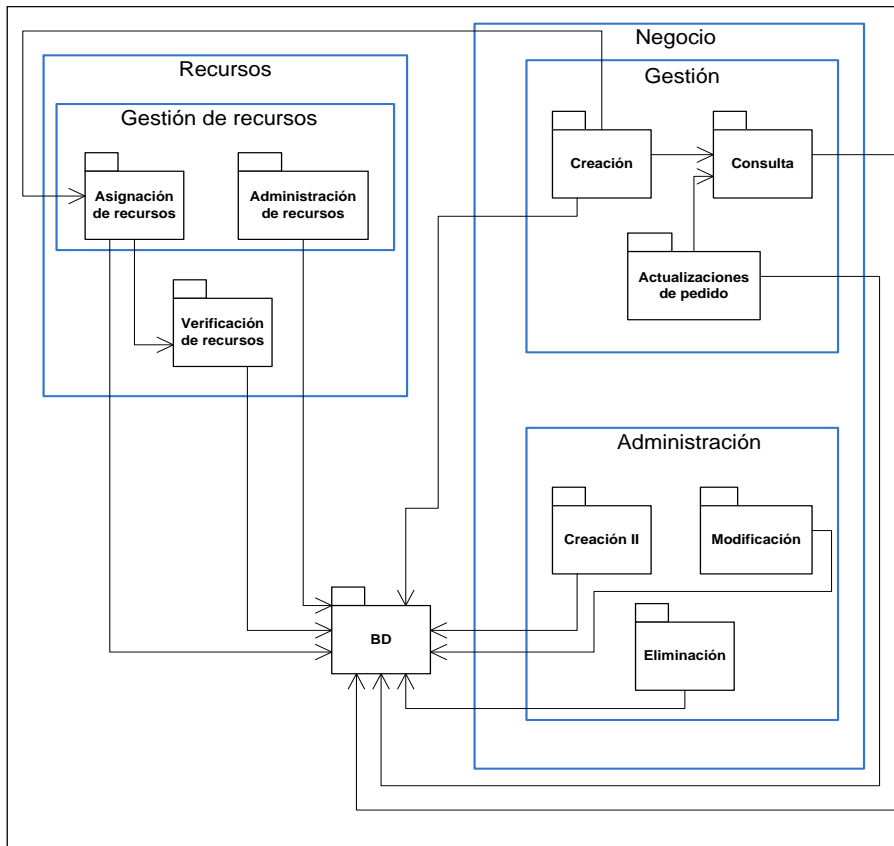 Recursos
Gestión de recursos
Asignación
de recursos
Administración
de recursos
Verificación
de recursos
Negocio
Gestión
Creación
Consulta
Actualizaciones
de pedido
Administración
Creación II
Modificación
Eliminación
BD